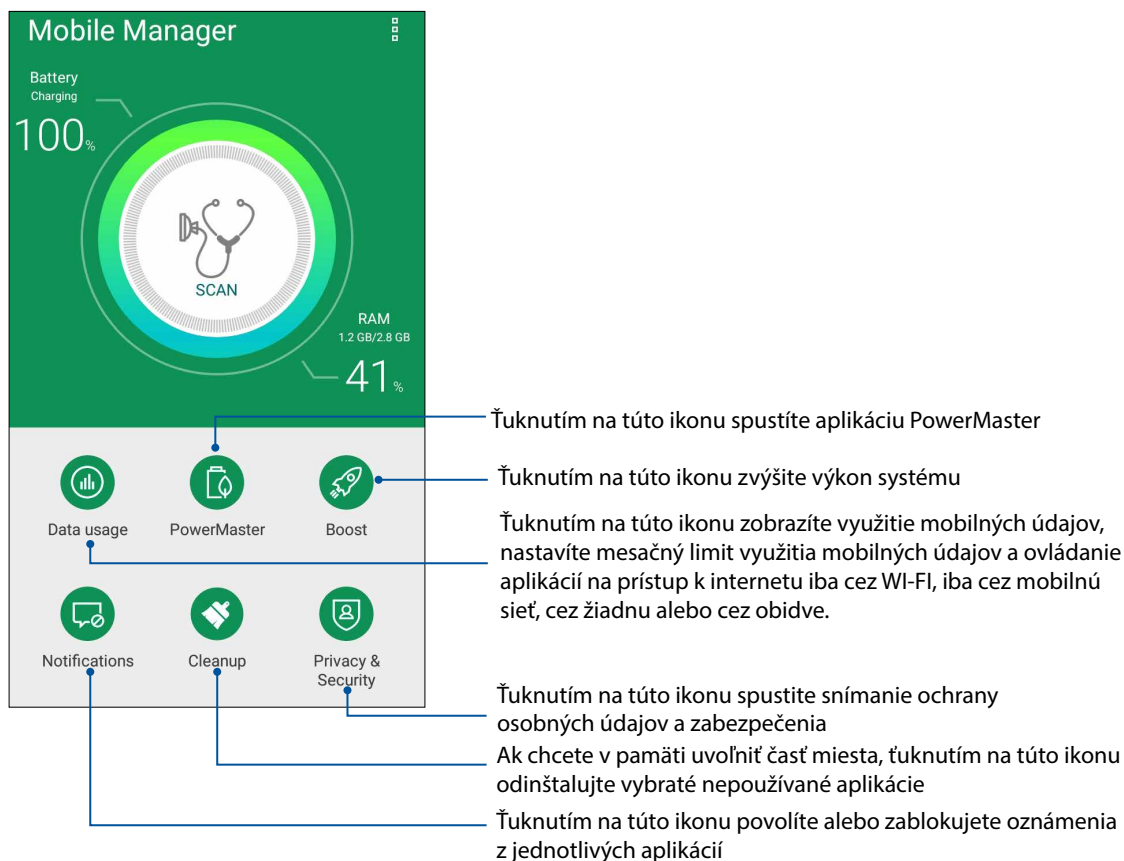 Mobile Manager
Battery
Charging
100%
SCAN
RAM
1.2 GB/2.8 GB
41%
Ťuknutím na túto ikonu spustíte aplikáciu PowerMaster
Ťuknutím na túto ikonu zvýšite výkon systému
Data usage
PowerMaster
Boost
Ťuknutím na túto ikonu zobrazíte využitie mobilných údajov,
nastavíte mesačný limit využitia mobilných údajov a ovládanie
aplikácií na prístup k internetu iba cez WI-FI, iba cez mobilnú
sieť, cez žiadnu alebo cez obidve.
Notifications
Cleanup
Privacy &
Security
Ťuknutím na túto ikonu spustite snímanie ochrany
osobných údajov a zabezpečenia
Ak chcete v pamäti uvoľniť časť miesta, ťuknutím na túto ikonu
odinštalujte vybraté nepoužívané aplikácie
Ťuknutím na túto ikonu povolíte alebo zablokujete oznámenia
z jednotlivých aplikácií